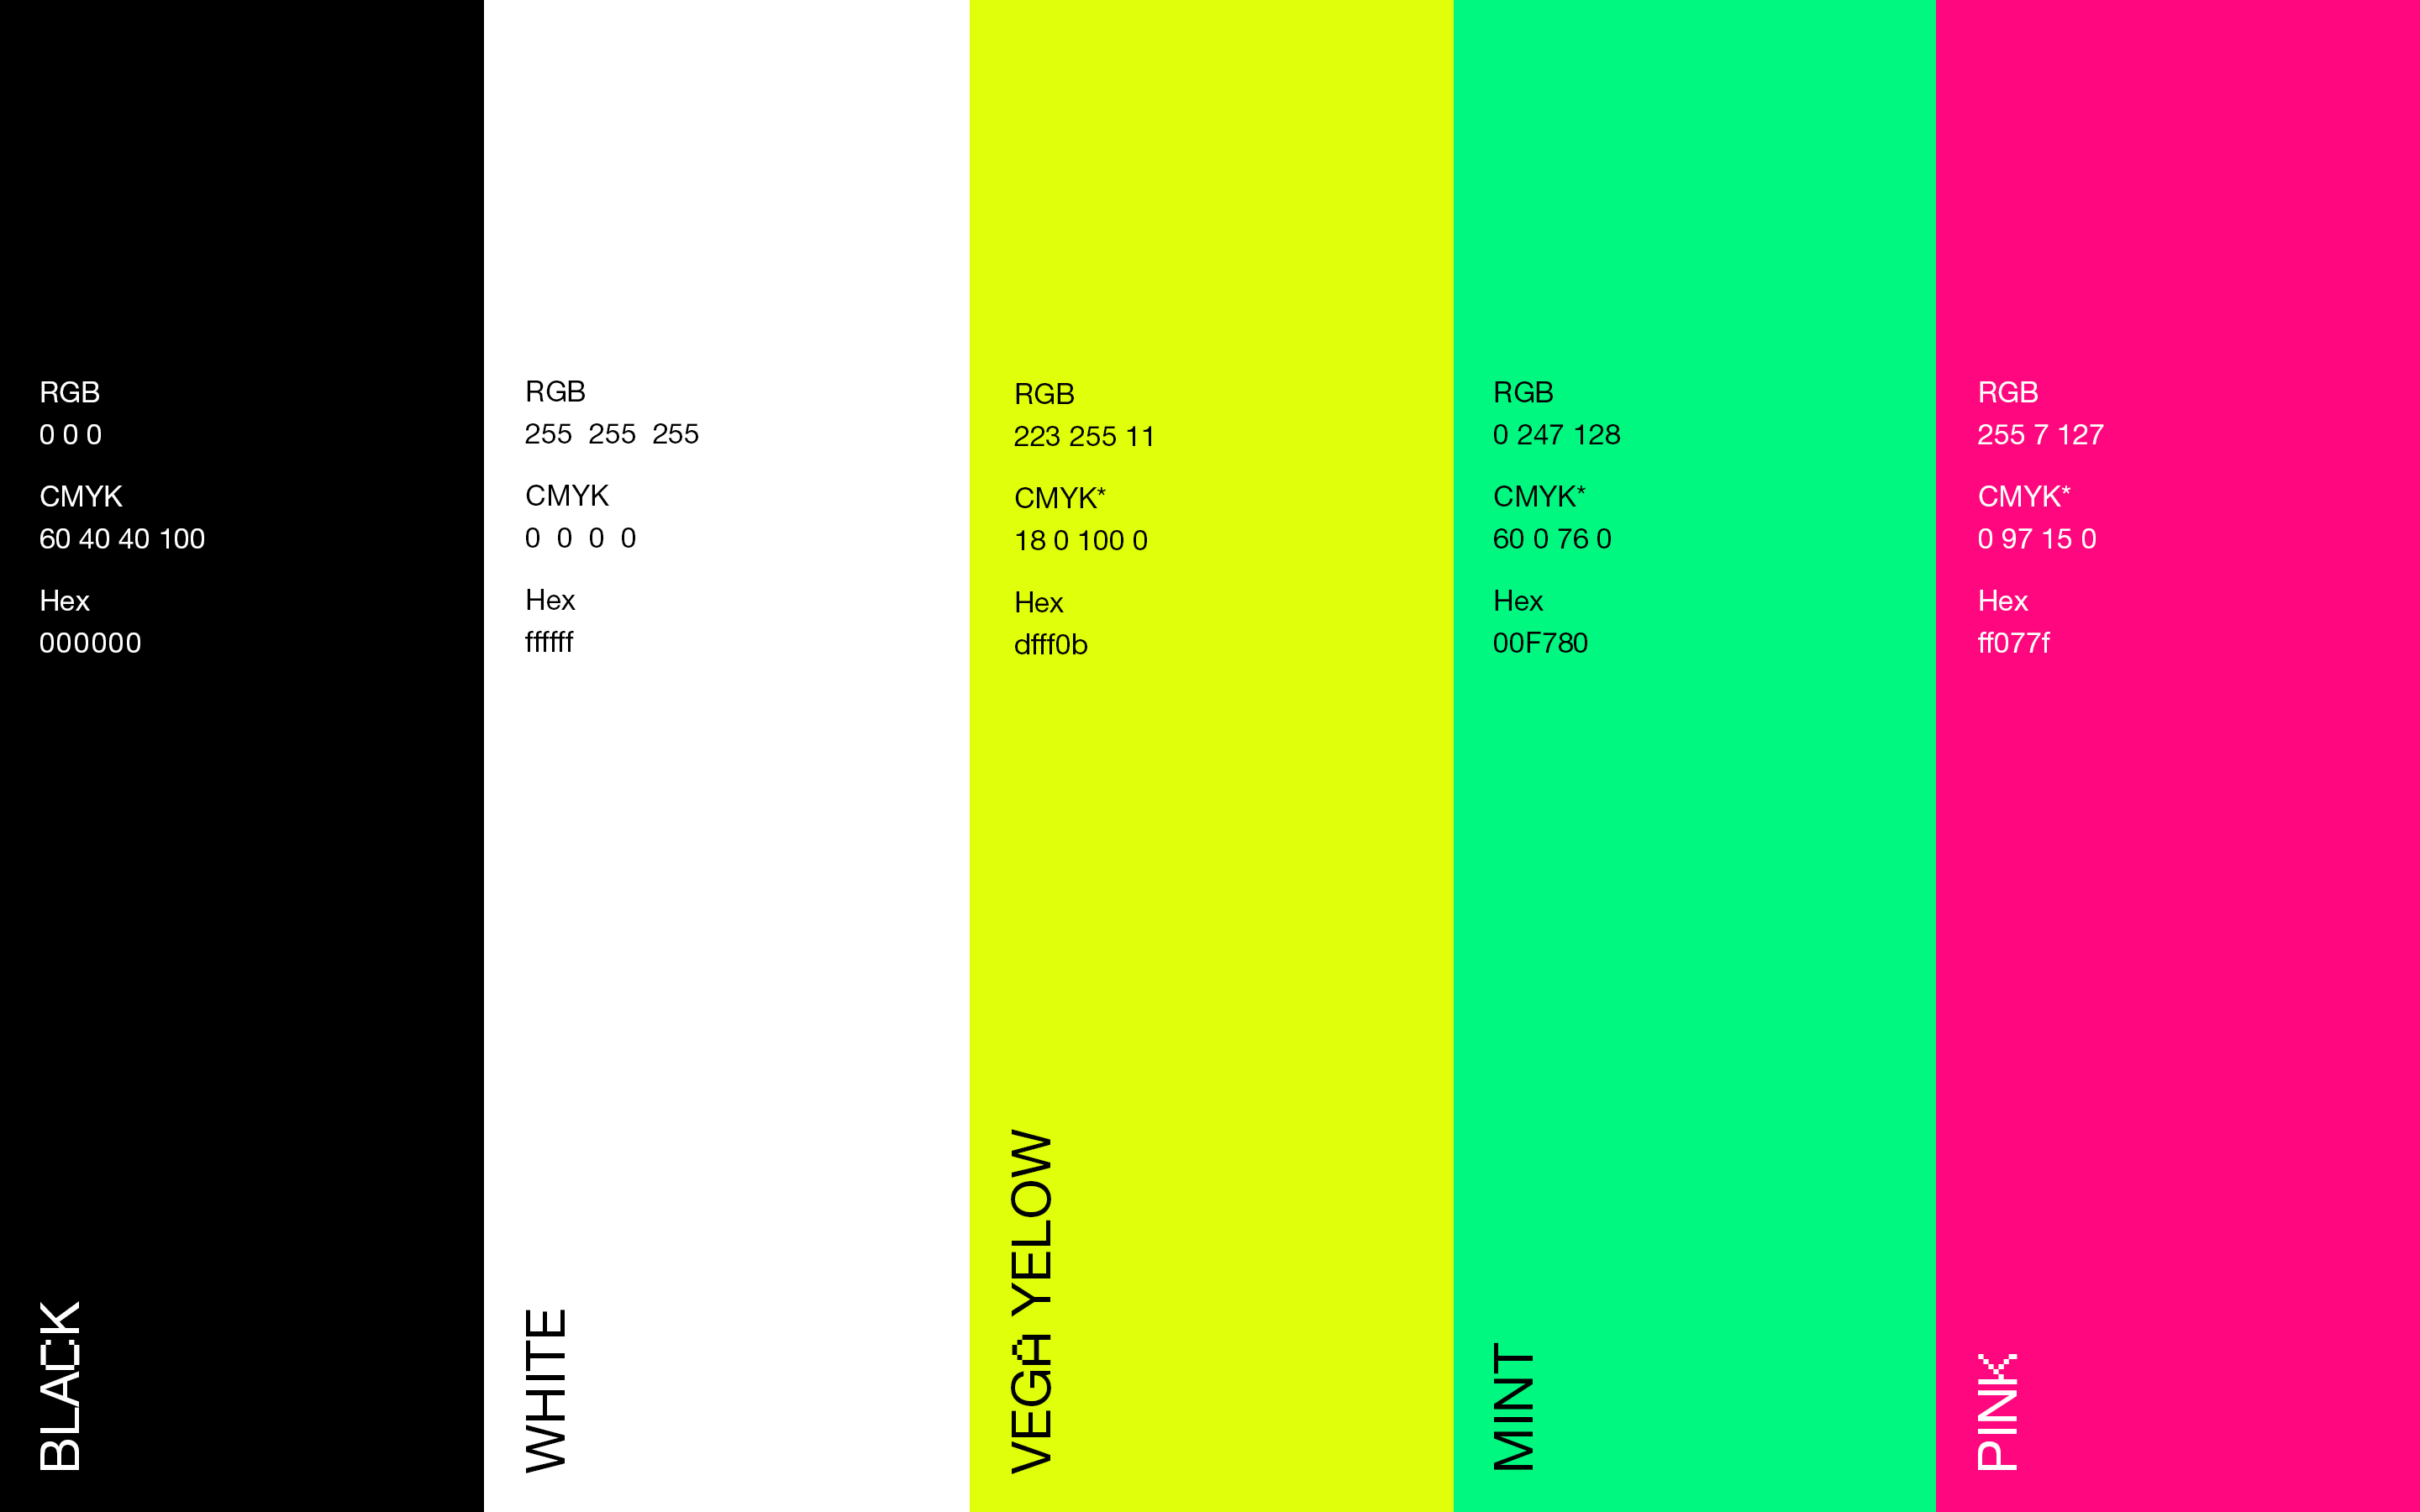 RGB
0 0 0
CMYK
60 40 40 100
Hex
000000
BLACK
RGB
255 255 255
CMYK
0 0 0 0
Hex
ffffff
WHITE
RGB
223 255 11
CMYK*
18 0 100 0
Hex
dfff0b
VEGA YELOW
RGB
0 247 128
CMYK*
60 0 76 0
Hex
00F780
MINT
RGB
255 7 127
CMYK*
0 97 15 0
Hex
ff077f
PINK